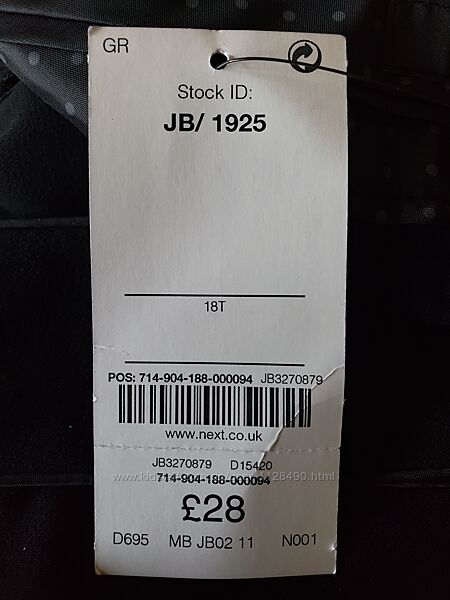 GR
Stock ID:
JB/ 1925
18T
POS: 714-904-188-000094 JB3270879
www.next.co.uk
JB3270879 D15420
714-904-188-000094
£28
D695 MB JB02 11 N001